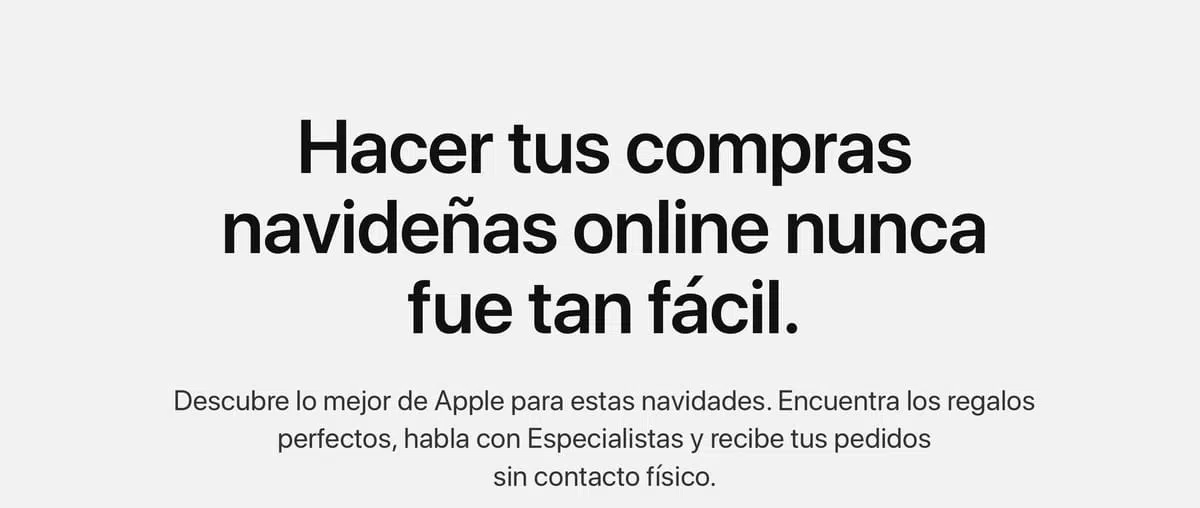 Hacer tus compras
navideñas online nunca
fue tan fácil.
Descubre lo mejor de Apple para estas navidades. Encuentra los regalos
perfectos, habla con Especialistas y recibe tus pedidos
sin contacto físico.